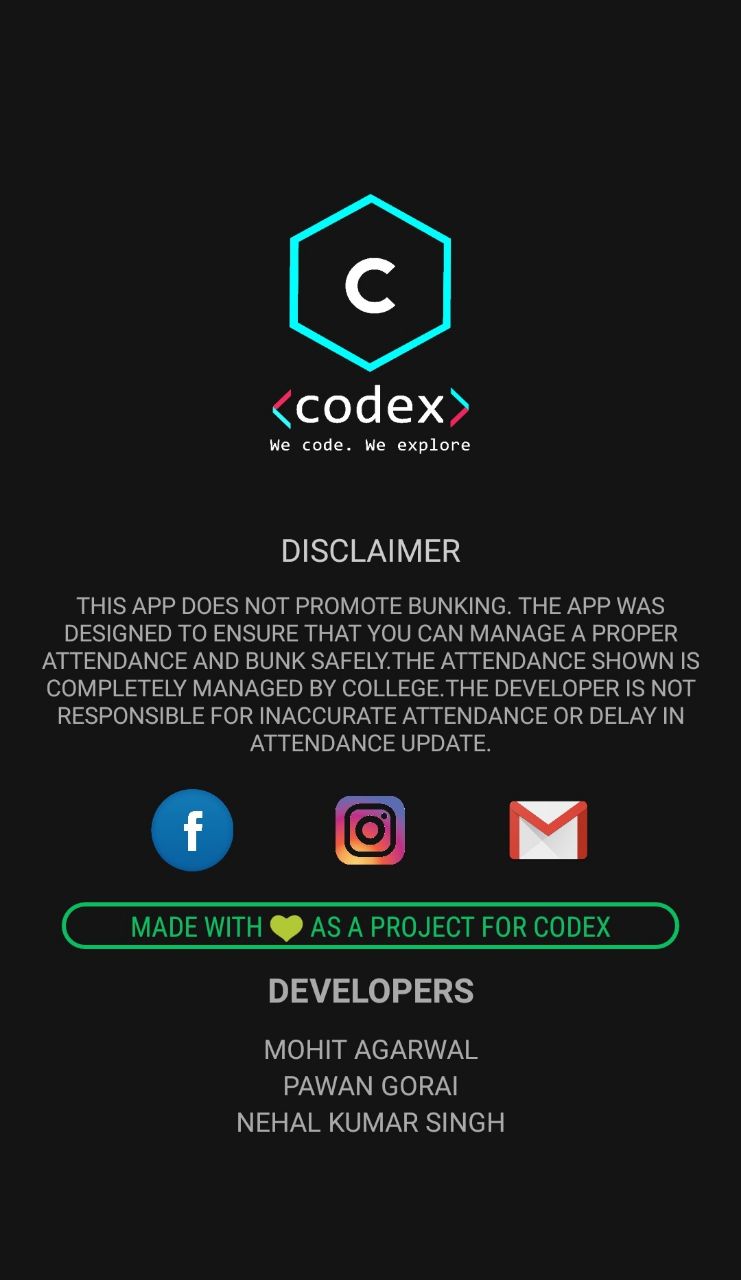 C
<codex>
We code. We explore
DISCLAIMER
THIS APP DOES NOT PROMOTE BUNKING. THE APP WAS
DESIGNED TO ENSURE THAT YOU CAN MANAGE A PROPER
ATTENDANCE AND BUNK SAFELY.THE ATTENDANCE SHOWN IS
COMPLETELY MANAGED BY COLLEGE.THE DEVELOPER IS NOT
RESPONSIBLE FOR INACCURATE ATTENDANCE OR DELAY IN
ATTENDANCE UPDATE.
f
MADE WITH 💚 AS A PROJECT FOR CODEX
DEVELOPERS
MOHIT AGARWAL
PAWAN GORAI
NEHAL KUMAR SINGH